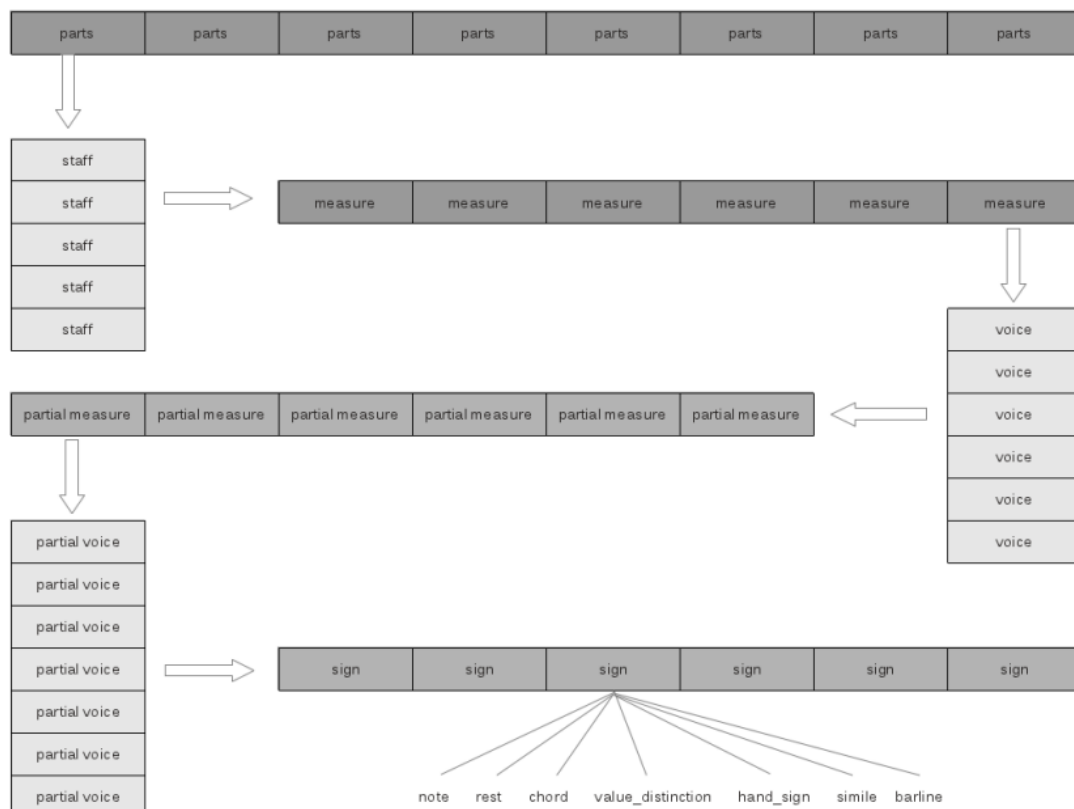 parts parts parts parts parts parts parts parts
staff
staff
staff
staff
staff
measure measure measure measure measure measure
voice
voice
voice
voice
voice
voice
partial measure partial measure partial measure partial measure partial measure partial measure
partial voice
partial voice
partial voice
partial voice
partial voice
partial voice
partial voice
sign sign sign sign sign sign
note rest chord value_distinction hand_sign simile barline